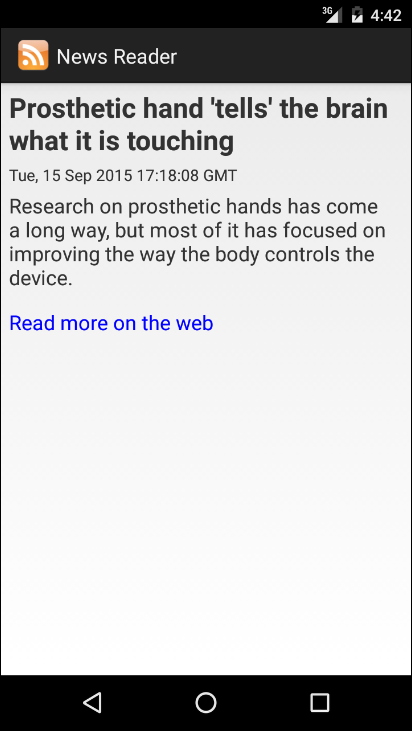 3G 4:42
News Reader
Prosthetic hand 'tells' the brain
what it is touching
Tue, 15 Sep 2015 17:18:08 GMT
Research on prosthetic hands has come
a long way, but most of it has focused on
improving the way the body controls the
device.
Read more on the web